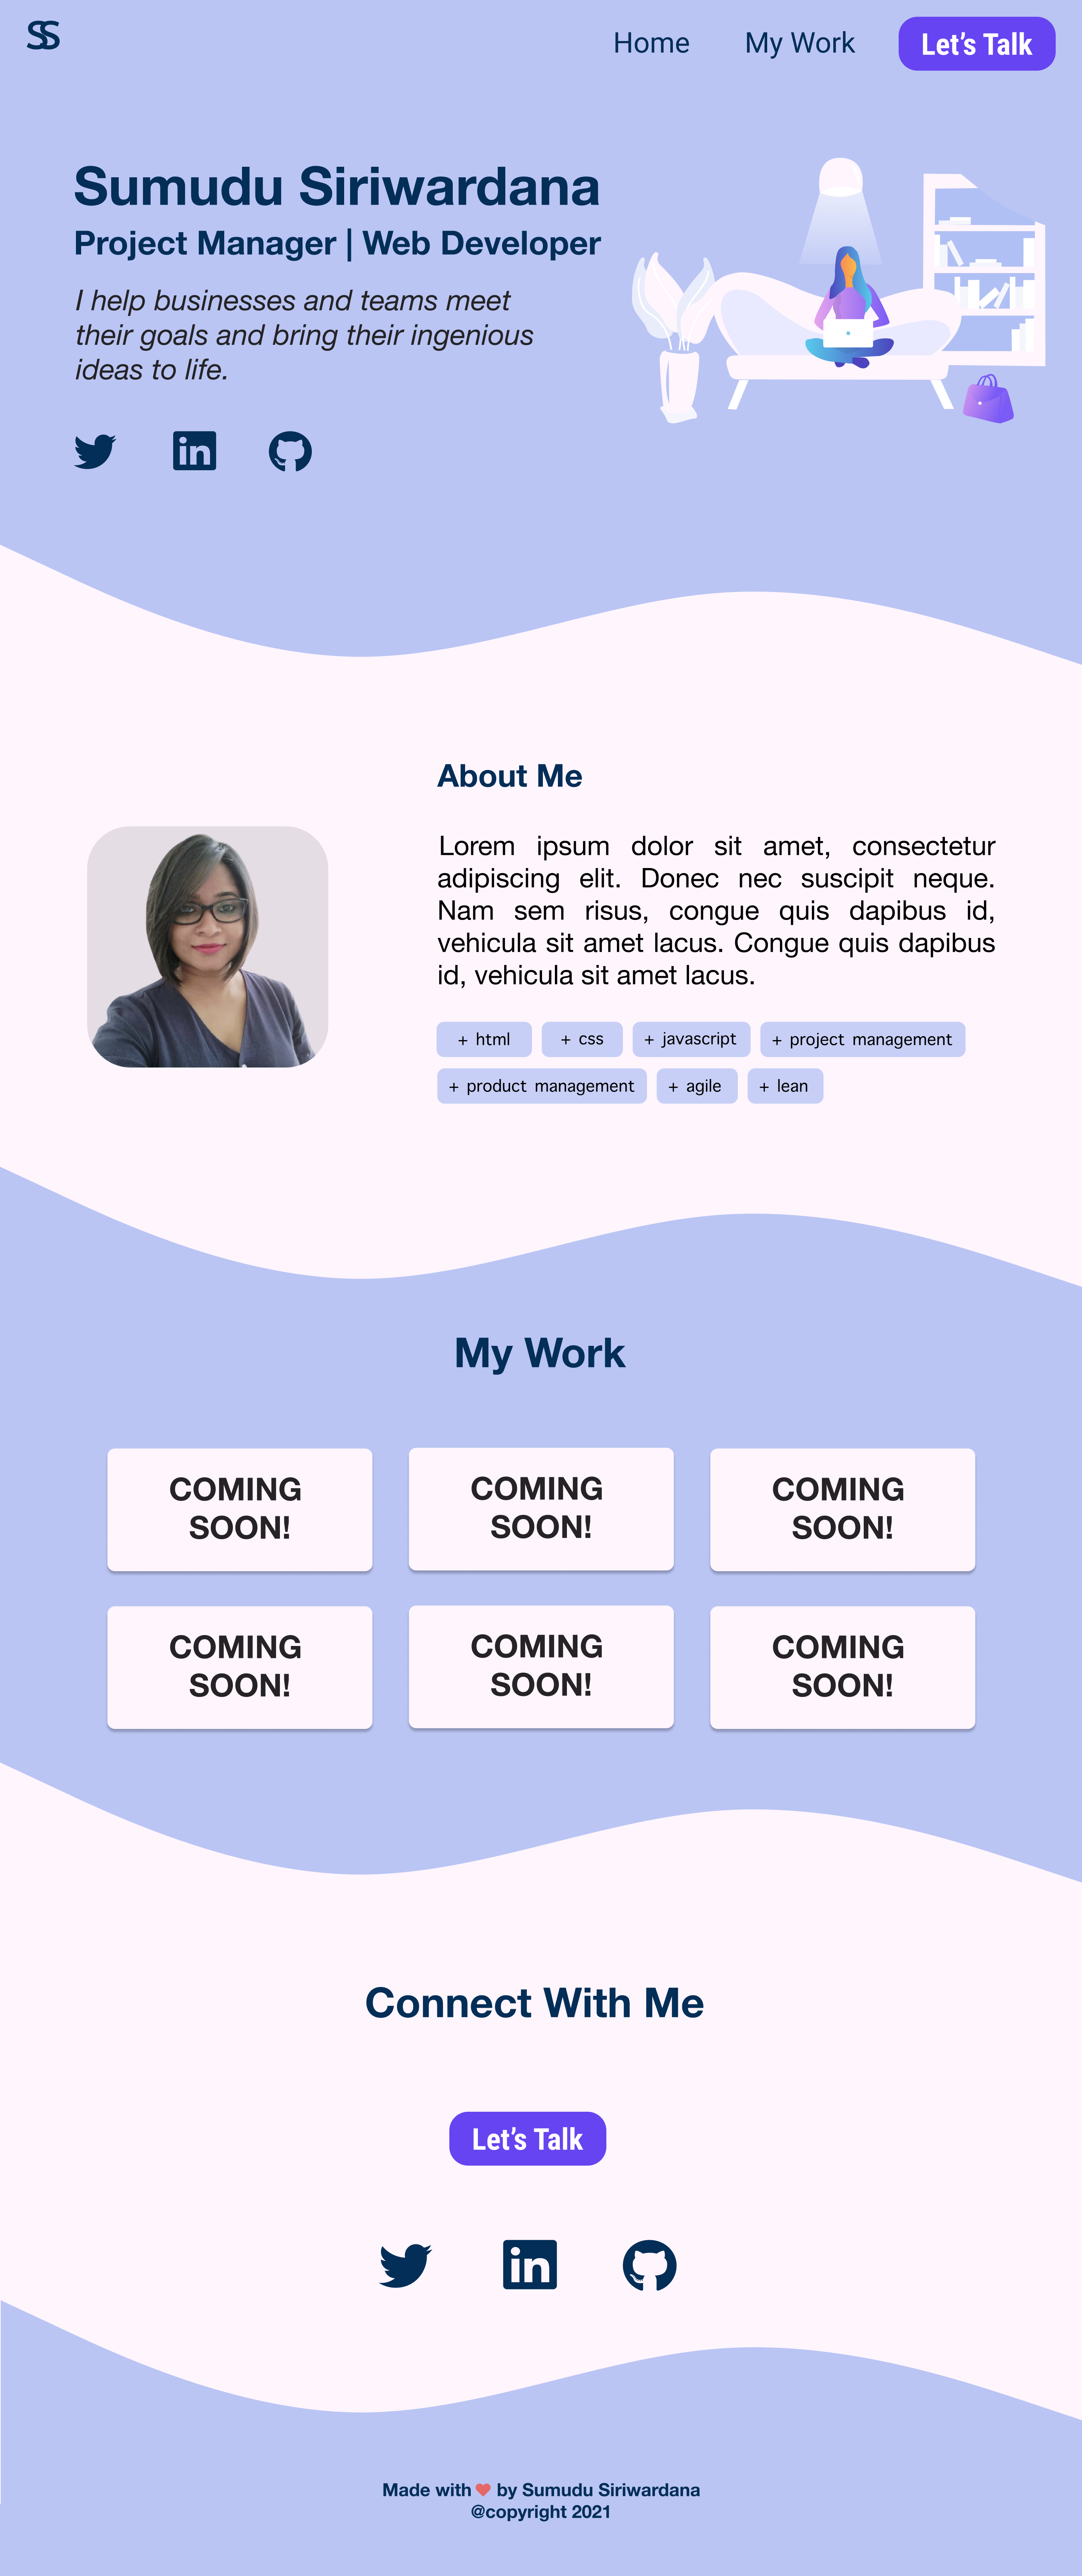 SS
Home My Work Let's Talk
Sumudu Siriwardana
Project Manager | Web Developer
I help businesses and teams meet
their goals and bring their ingenious
ideas to life.
in
About Me
Lorem ipsum dolor sit amet, consectetur
adipiscing elit. Donec nec suscipit neque.
Nam sem risus, congue quis dapibus id,
vehicula sit amet lacus. Congue quis dapibus
id, vehicula sit amet lacus.
+ html + css + javascript + project management
+ product management + agile + lean
My Work
COMING
SOON!
COMING
SOON!
COMING
SOON!
COMING
SOON!
COMING
SOON!
COMING
SOON!
Connect With Me
Let's Talk
in
Made with ❤ by Sumudu Siriwardana
@copyright 2021